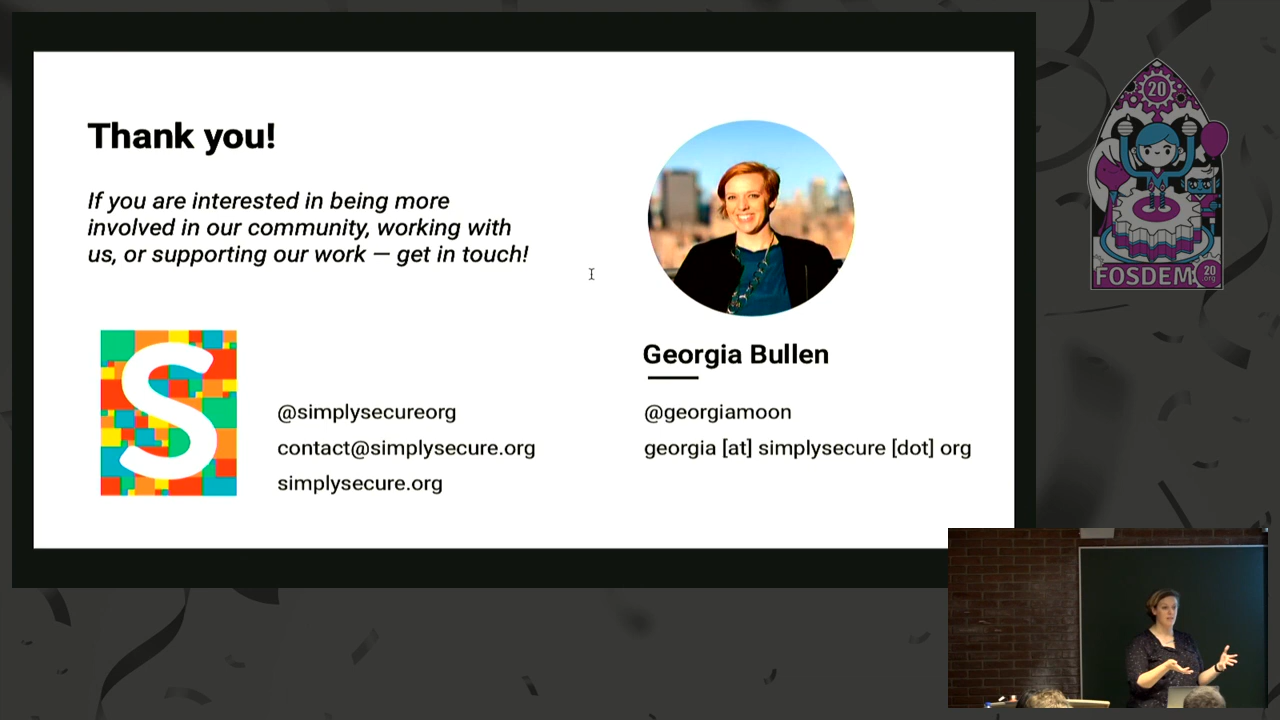 Thank you!
If you are interested in being more
involved in our community, working with
us, or supporting our work — get in touch!
S
@simplysecureorg
contact@simplysecure.org
simplysecure.org
Georgia Bullen
@georgiamoon
georgia [at] simplysecure [dot] org
20
FOSDEM
20
.org